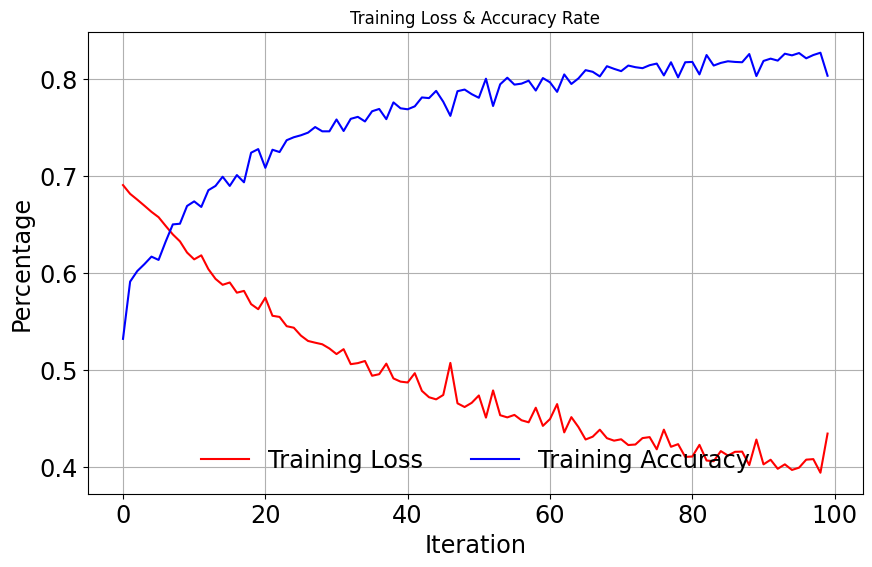 Training Loss & Accuracy Rate
Percentage
0.8
0.7
0.6
0.5
0.4
Training Loss
Training Accuracy
0 20 40 60 80 100
Iteration